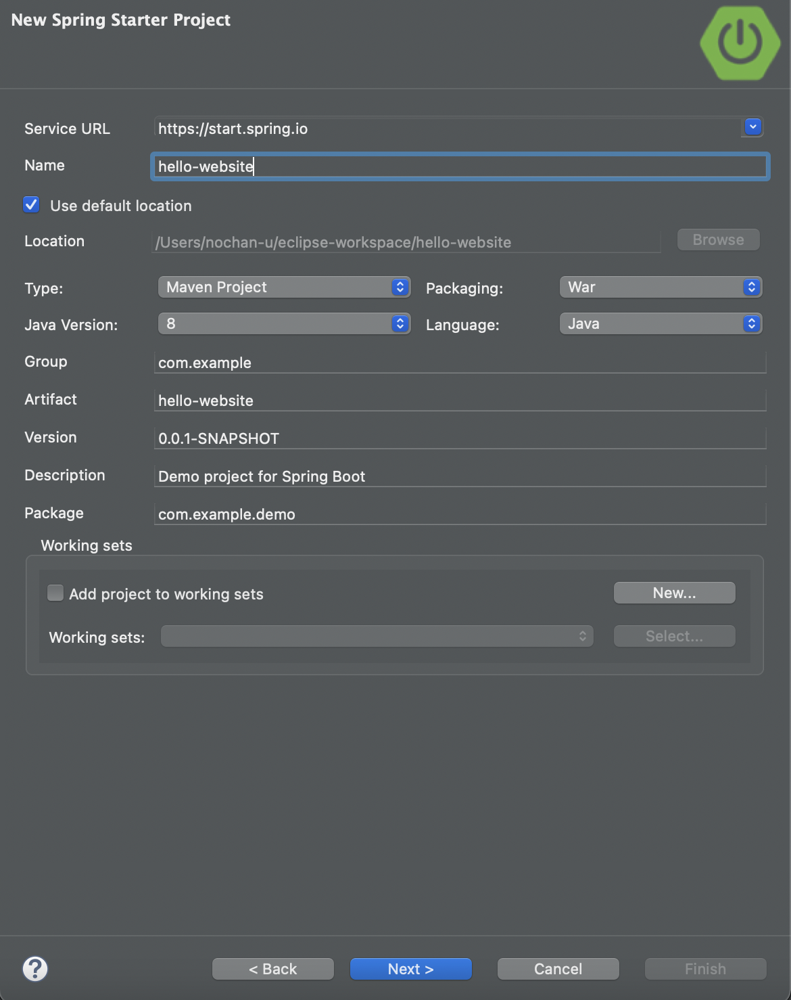 New Spring Starter Project
Service URL https://start.spring.io
Name hello-website
Use default location
Location /Users/nochan-u/eclipse-workspace/hello-website Browse
Type: Maven Project Packaging: War
Java Version: 8 Language: Java
Group com.example
Artifact hello-website
Version 0.0.1-SNAPSHOT
Description Demo project for Spring Boot
Package com.example.demo
Working sets
Add project to working sets New...
Working sets: Select...
? < Back Next > Cancel Finish